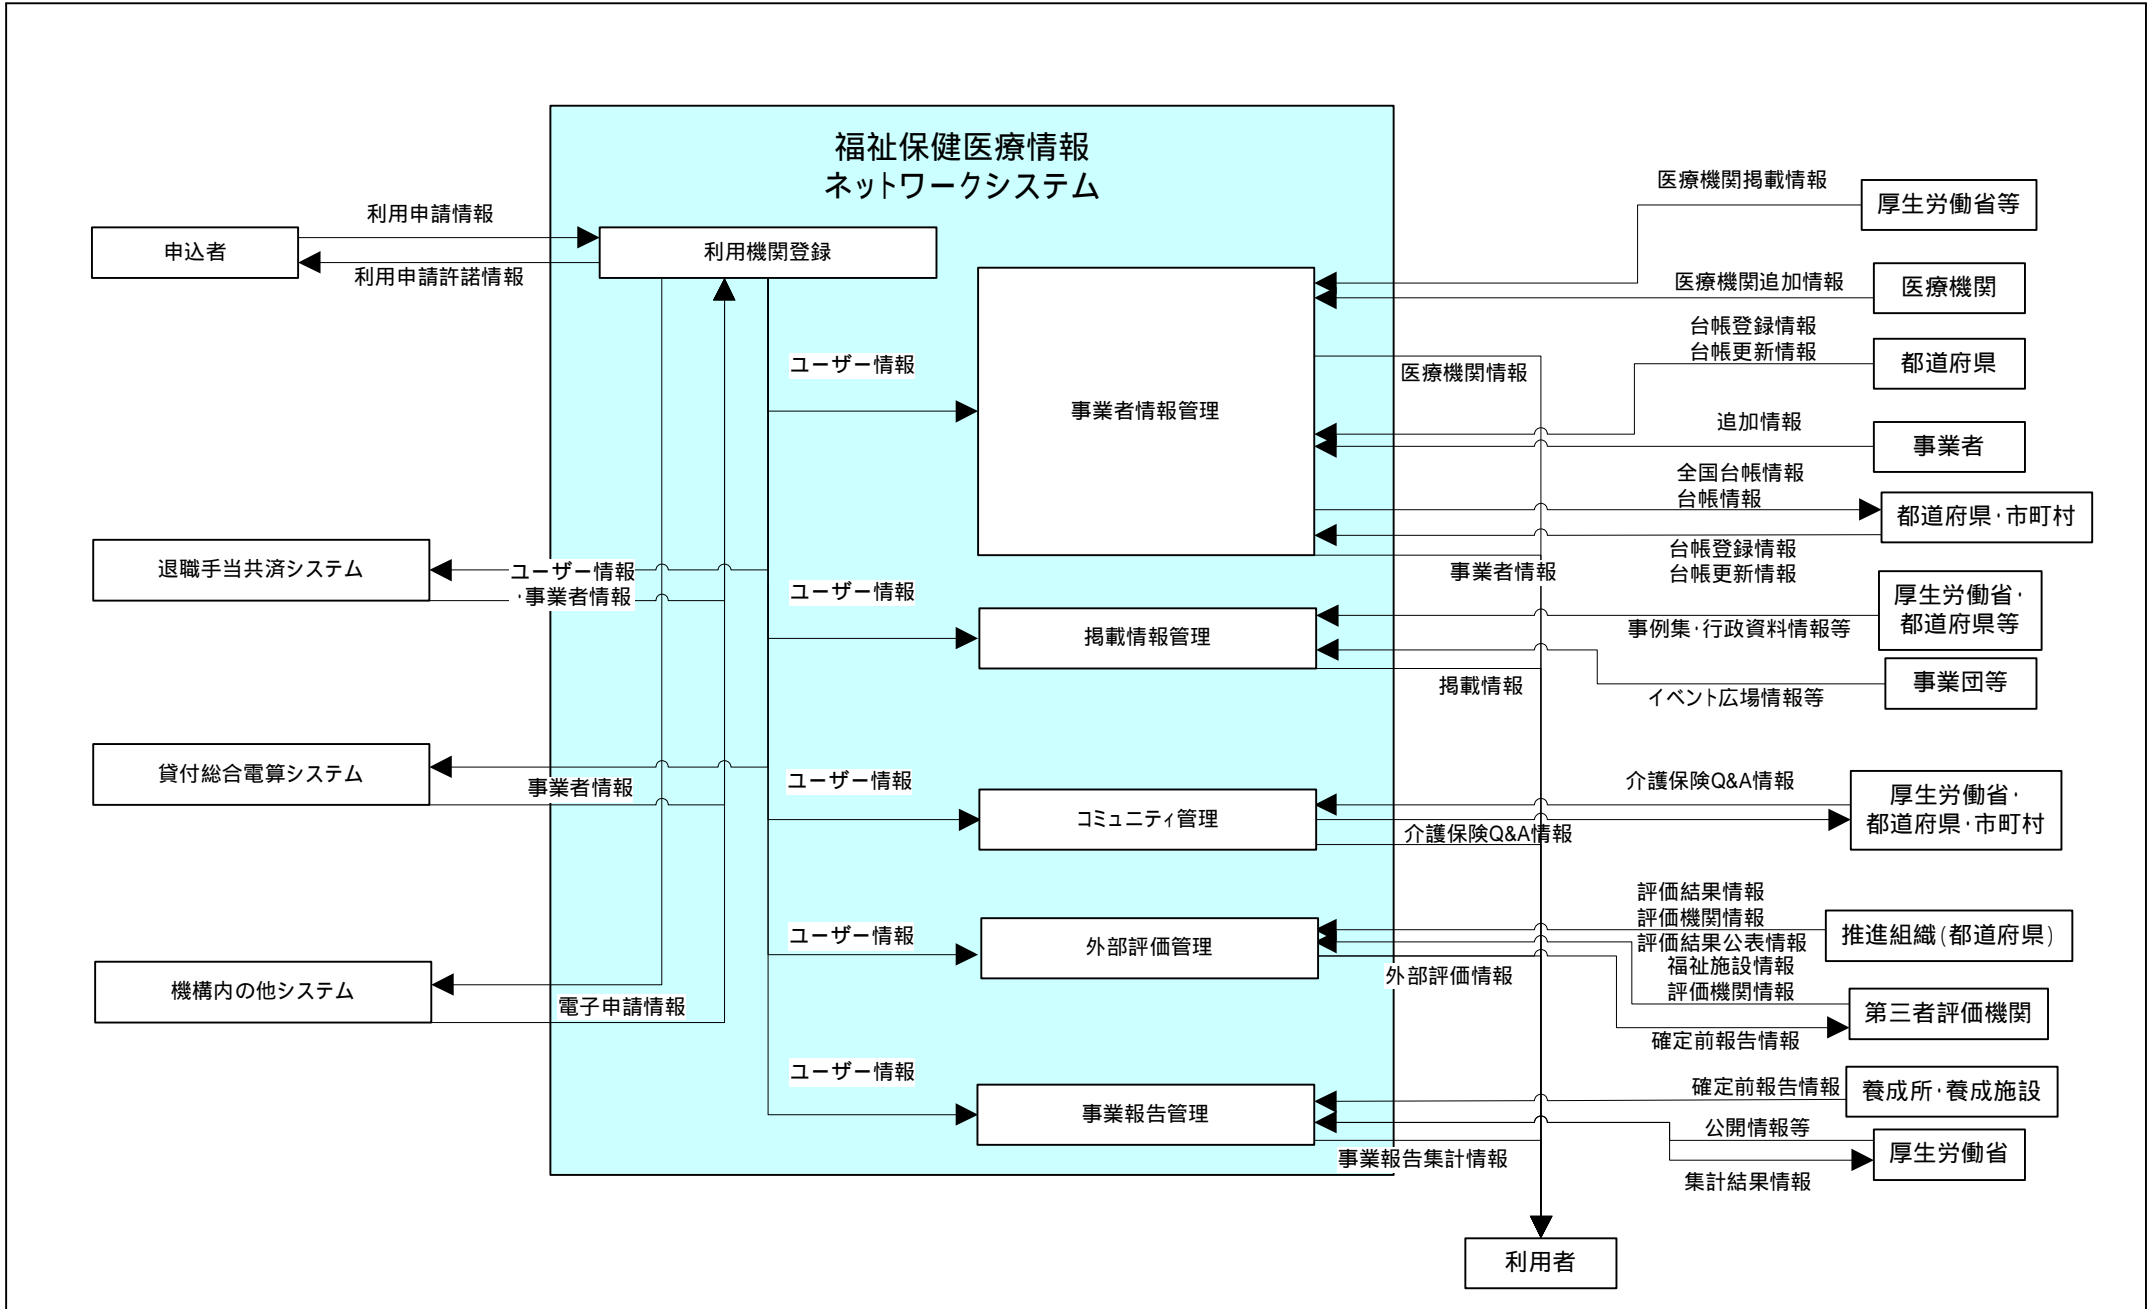 福祉保健医療情報
ネットワークシステム
利用申請情報
申込者
利用機関登録
利用申請許諾情報
医療機関掲載情報
厚生労働省等
医療機関追加情報
医療機関
台帳登録情報
台帳更新情報
都道府県
ユーザー情報
医療機関情報
事業者情報管理
追加情報
事業者
全国台帳情報
台帳情報
都道府県・市町村
台帳登録情報
台帳更新情報
退職手当共済システム
ユーザー情報
・事業者情報
ユーザー情報
事業者情報
掲載情報管理
厚生労働省・
都道府県等
事例集・行政資料情報等
掲載情報
事業団等
イベント広場情報等
貸付総合電算システム
事業者情報
ユーザー情報
コミュニティ管理
介護保険Q&A情報
厚生労働省・
都道府県・市町村
介護保険Q&A情報
評価結果情報
評価機関情報
評価結果公表情報
推進組織(都道府県)
ユーザー情報
外部評価管理
外部評価情報
福祉施設情報
評価機関情報
第三者評価機関
確定前報告情報
機構内の他システム
電子申請情報
ユーザー情報
事業報告管理
確定前報告情報
養成所・養成施設
公開情報等
厚生労働省
事業報告集計情報
集計結果情報
利用者